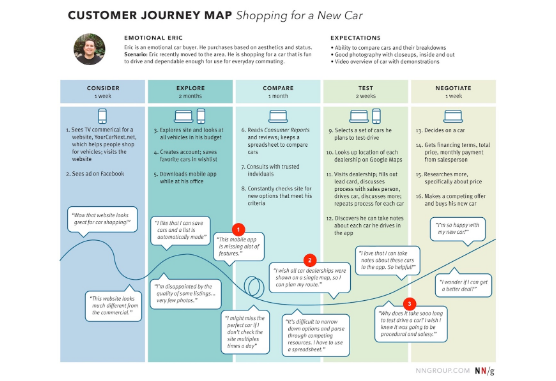 CUSTOMER JOURNEY MAP Shopping for a New Car
EMOTIONAL ERIC
Eric is an emotional car buyer. He purchases based on aesthetics and status.
Scenario: Eric recently moved to the area. He is shopping for a car that is fun
to drive and dependable enough for use for everyday commuting.
EXPECTATIONS
• Ability to compare cars and their breakdowns
• Good photography with closeups, inside and out
• Video overview of car with demonstrations
CONSIDER
1 week
EXPLORE
2 months
COMPARE
1 month
TEST
2 weeks
NEGOTIATE
1 week
1. Sees TV commerical for a
website, YourCarNext.net,
which helps people shop
for vehicles; visits the
website
2. Sees ad on Facebook
3. Explores site and looks at
all vehicles in his budget
4. Creates account; saves
favorite cars in wishlist
5. Downloads mobile app
while at his office
6. Reads Consumer Reports
and reviews; keeps a
spreadsheet to compare
cars
7. Consults with trusted
individuals
8. Constantly checks site for
new options that meet his
criteria
9. Selects a set of cars he
plans to test drive
10. Looks up location of each
dealership on Google Maps
11. Visits dealership; fills out
lead card, discusses
process with sales person,
drives car, discusses more;
repeats process for each car
12. Discovers he can take notes
about each car he drives in
the app
13. Decides on a car
14. Gets financing terms, total
price, monthly payment
from salesperson
15. Researches more,
specifically about price
16. Makes a competing offer
and buys his new car
"Wow that website looks
great for car shopping!"
"This website looks
much different from
the commercial."
"I like that I can save
cars and a list is
automatically made"
"I'm disappointed by the
quality of some listings...
very few photos."
1
"This mobile app
is missing alot of
features."
"I might miss the
perfect car if I
don't check the
site multiple
times a day"
2
"I wish all car dealerships were
shown on a single map, so I
can plan my route."
"It's difficult to narrow
down options and parse
through competing
resources. I have to use
a spreadsheet."
"I love that I can take
notes about these cars
in the app. So helpful!"
3
"Why does it take sooo long
to test drive a car? I wish I
knew it was going to be
procedural and salesy."
"I'm so happy with
my new car!"
"I wonder if I can get
a better deal?"
NNGROUP.COM NN/g